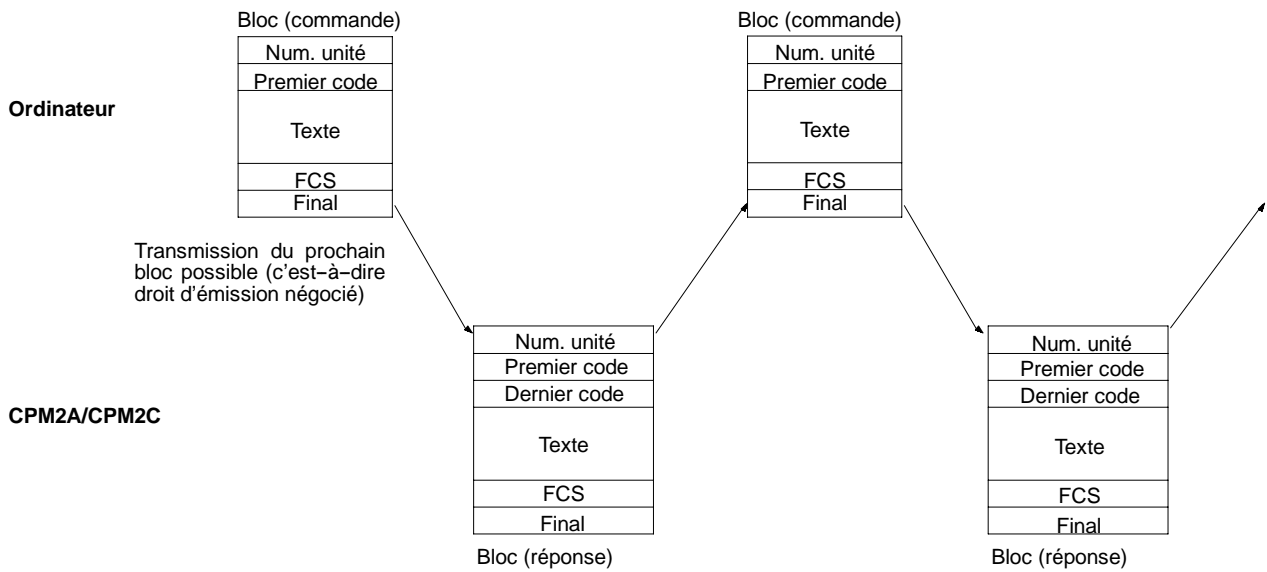 Bloc (commande)
Num. unité
Premier code
Texte
FCS
Final
Bloc (commande)
Num. unité
Premier code
Texte
FCS
Final
Ordinateur
Transmission du prochain
bloc possible (c'est–à–dire
droit d'émission négocié)
CPM2A/CPM2C
Num. unité
Premier code
Dernier code
Texte
FCS
Final
Bloc (réponse)
Num. unité
Premier code
Dernier code
Texte
FCS
Final
Bloc (réponse)